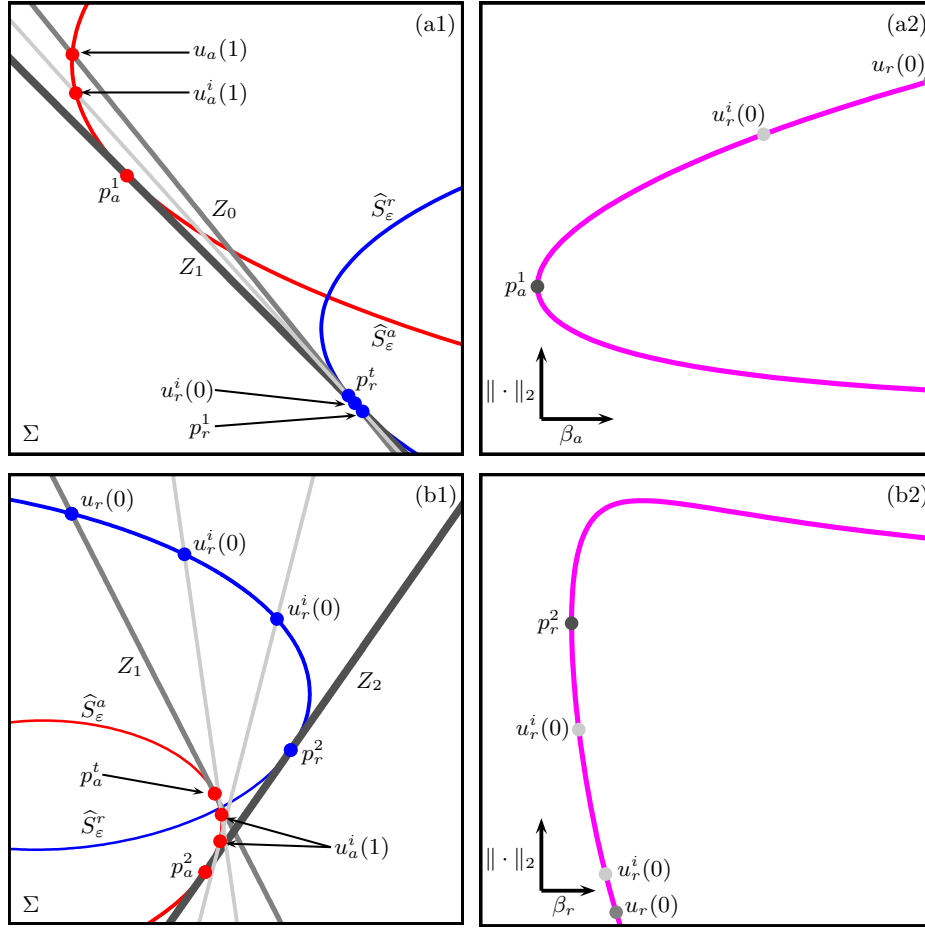 (a1)
u_a(1)
u_a^i(1)
p_a^1
Z_0
Z_1
Ŝ_ε^r
Ŝ_ε^a
p_r^t
u_r^i(0)
p_r^1
Σ
(a2)
u_r(0)
u_r^i(0)
p_a^1
‖ · ‖_2
β_a
(b1)
u_r(0)
u_r^i(0)
u_r^i(0)
Z_1
Z_2
Ŝ_ε^a
p_r^2
p_a^t
Ŝ_ε^r
u_a^i(1)
p_a^2
Σ
(b2)
p_r^2
u_r^i(0)
‖ · ‖_2
u_r^i(0)
β_r
u_r(0)